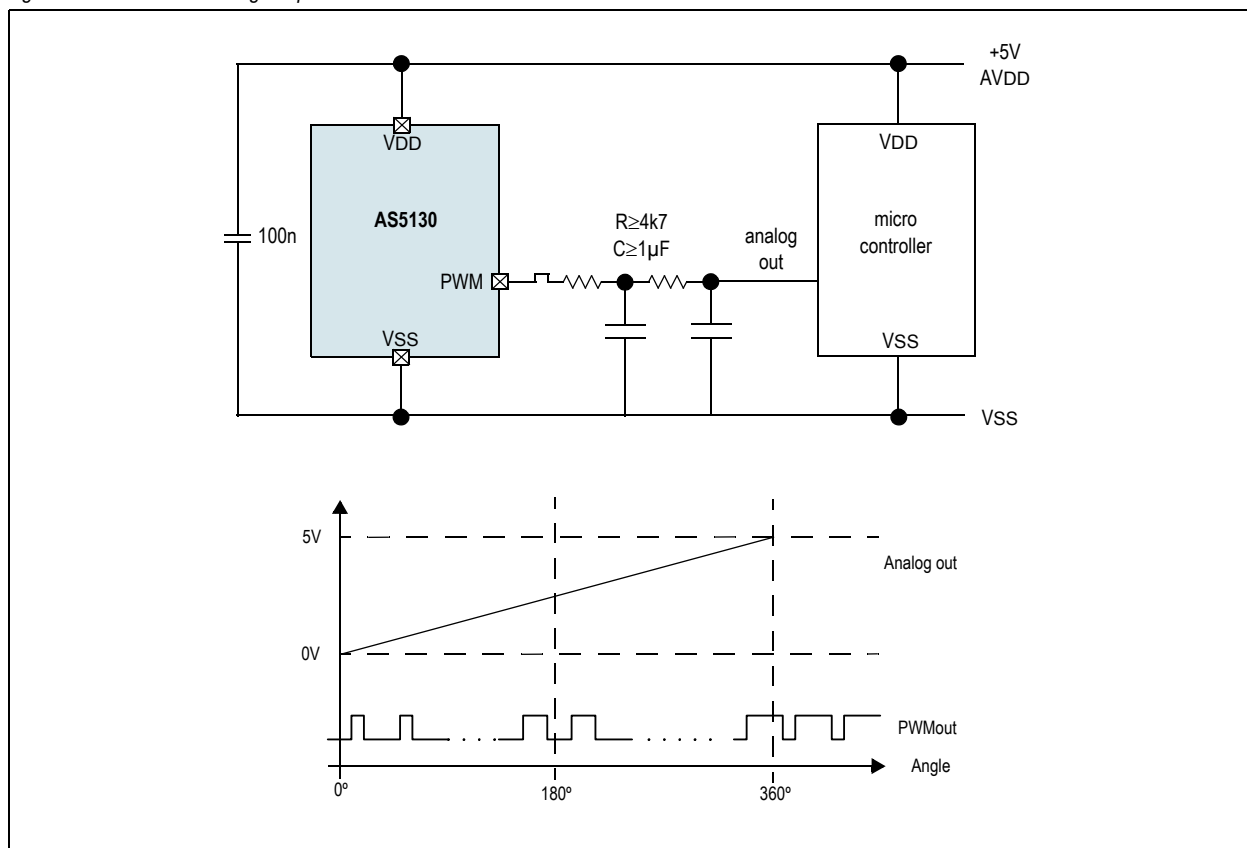 +5V
AVDD
VDD
VDD
AS5130
100n
R≥4k7
C≥1µF
analog
out
micro
controller
PWM
VSS
VSS
VSS
5V
Analog out
0V
PWMout
Angle
0º
180º
360º